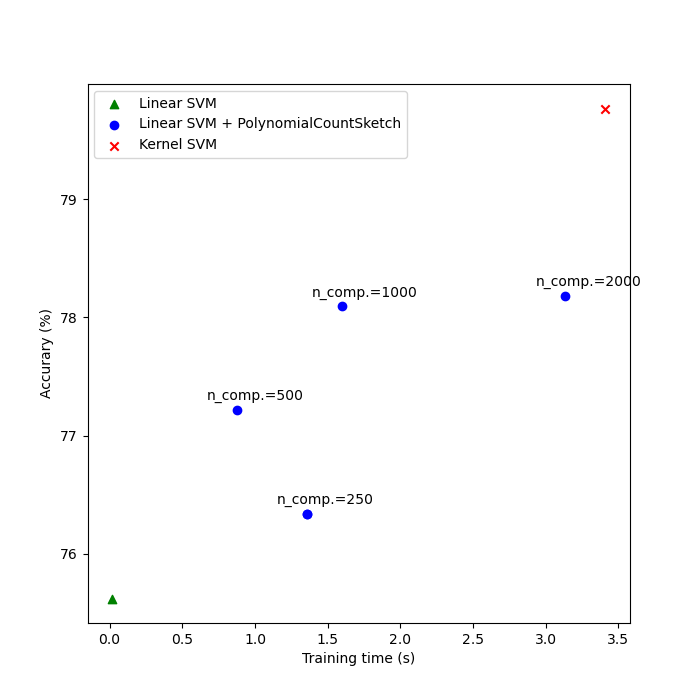 Linear SVM
Linear SVM + PolynomialCountSketch
Kernel SVM
79
n_comp.=2000
n_comp.=1000
78
Accurary (%)
n_comp.=500
77
n_comp.=250
76
0.0 0.5 1.0 1.5 2.0 2.5 3.0 3.5
Training time (s)